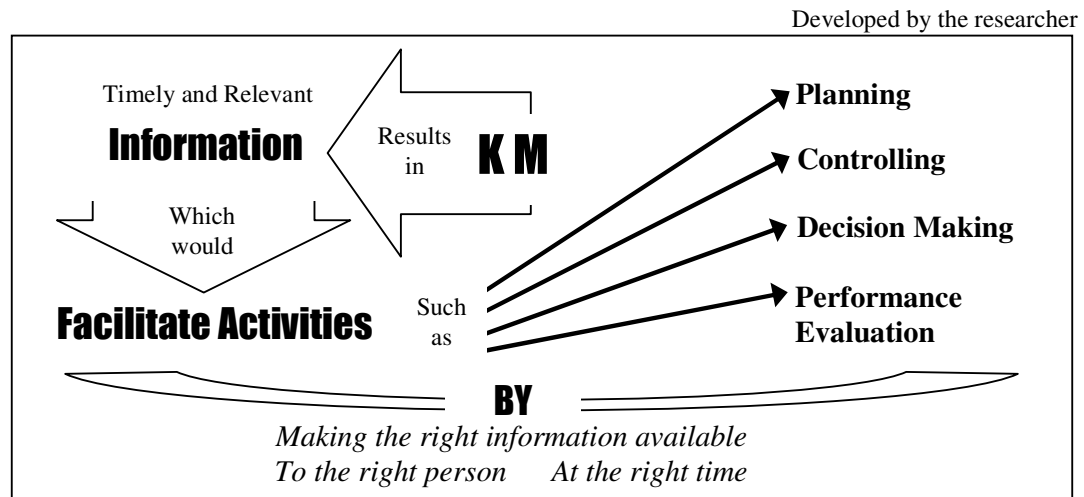 Developed by the researcher
Timely and Relevant
Information
Results
in
K M
Which
would
Facilitate Activities
Such
as
Planning
Controlling
Decision Making
Performance
Evaluation
BY
Making the right information available
To the right person At the right time